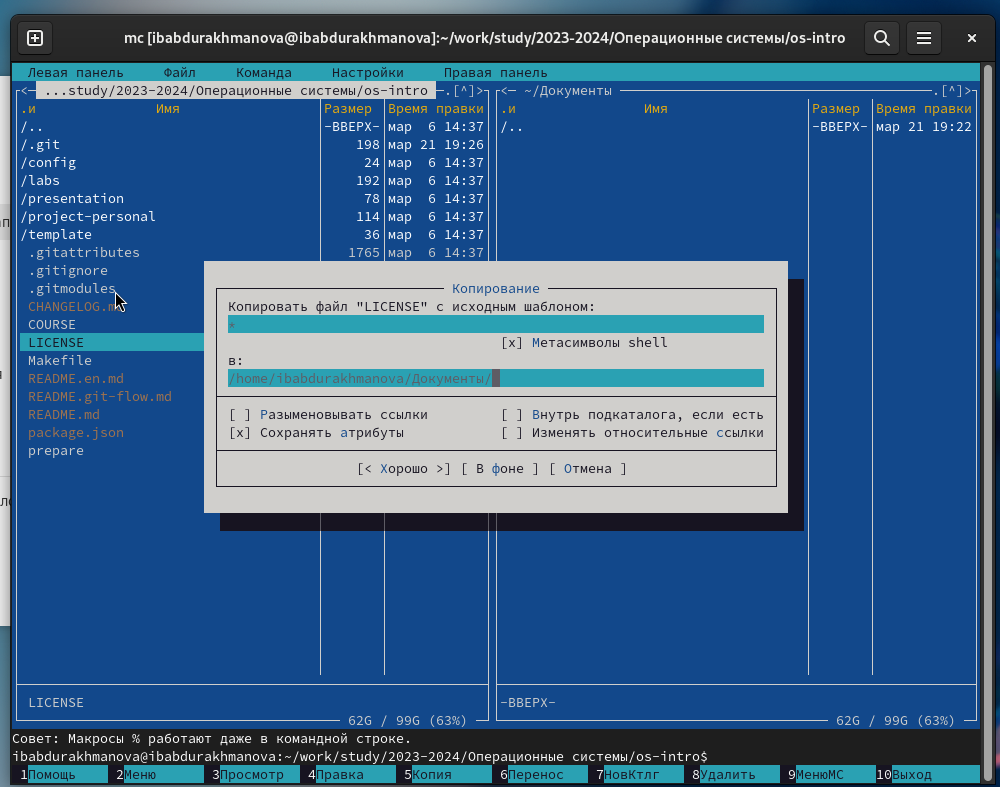 mc [ibabdurakhmanova@ibabdurakhmanova]:~/work/study/2023-2024/Операционные системы/os-intro
Левая панель Файл Команда Настройки Правая панель
<─ ...study/2023-2024/Операционные системы/os-intro ─.[^]>
.и Имя Размер Время правки
/.. -ВВЕРХ- мар 6 14:37
/.git 198 мар 21 19:26
/config 24 мар 6 14:37
/labs 192 мар 6 14:37
/presentation 78 мар 6 14:37
/project-personal 114 мар 6 14:37
/template 36 мар 6 14:37
.gitattributes 1765 мар 6 14:37
.gitignore
.gitmodules
CHANGELOG.m
COURSE
LICENSE
Makefile
README.en.md
README.git-flow.md
README.md
package.json
prepare
LICENSE
62G / 99G (63%)
<─ ~/Документы .[^]>
.и Имя Размер Время правки
/.. -ВВЕРХ- мар 21 19:22
-ВВЕРХ-
62G / 99G (63%)
Копирование
Копировать файл "LICENSE" с исходным шаблоном:
*
[x] Метасимволы shell
в:
/home/ibabdurakhmanova/Документы/
[ ] Разыменовывать ссылки [ ] Внутрь подкаталога, если есть
[x] Сохранять атрибуты [ ] Изменять относительные ссылки
[< Хорошо >] [ В фоне ] [ Отмена ]
Совет: Макросы % работают даже в командной строке.
ibabdurakhmanova@ibabdurakhmanova:~/work/study/2023-2024/Операционные системы/os-intro$
1Помощь 2Меню 3Просмотр 4Правка 5Копия 6Перенос 7НовКтлг 8Удалить 9МенюМС 10Выход